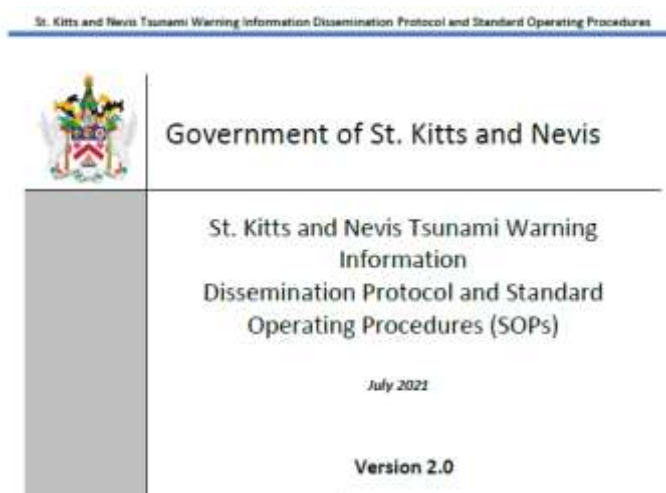 St. Kitts and Nevis Tsunami Warning Information Dissemination Protocol and Standard Operating Procedures
Government of St. Kitts and Nevis
St. Kitts and Nevis Tsunami Warning
Information
Dissemination Protocol and Standard
Operating Procedures (SOPs)
July 2021
Version 2.0